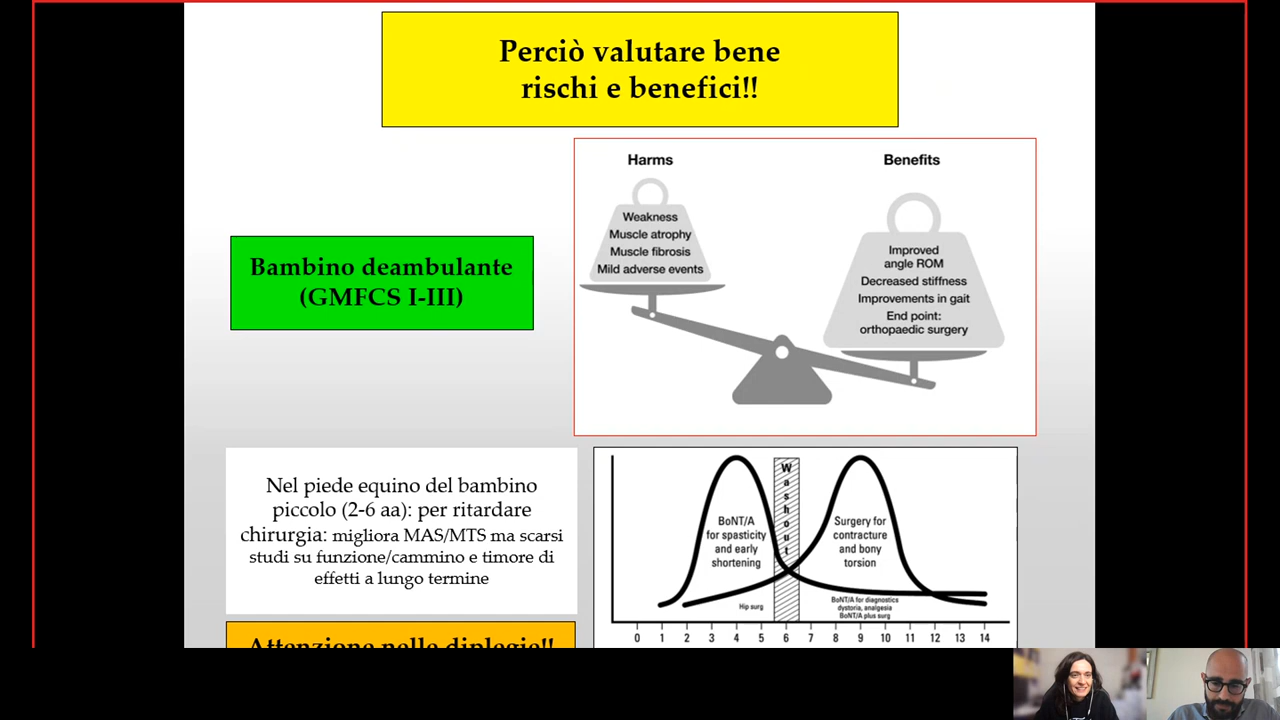 Perciò valutare bene
rischi e benefici!!
Harms
Benefits
Weakness
Muscle atrophy
Muscle fibrosis
Mild adverse events
Improved
angle ROM
Decreased stiffness
Improvements in gait
End point:
orthopaedic surgery
Bambino deambulante
(GMFCS I-III)
Nel piede equino del bambino
piccolo (2-6 aa): per ritardare
chirurgia: migliora MAS/MTS ma scarsi
studi su funzione/cammino e timore di
effetti a lungo termine
Attenzione nelle diplegie!!
Washout
BoNT/A
for spasticity
and early
shortening
Surgery for
contracture
and bony
torsion
Hip surg
BoNT/A for diagnostics
dystoria, analgesia
BoNT/A plus surg
0 1 2 3 4 5 6 7 8 9 10 11 12 13 14